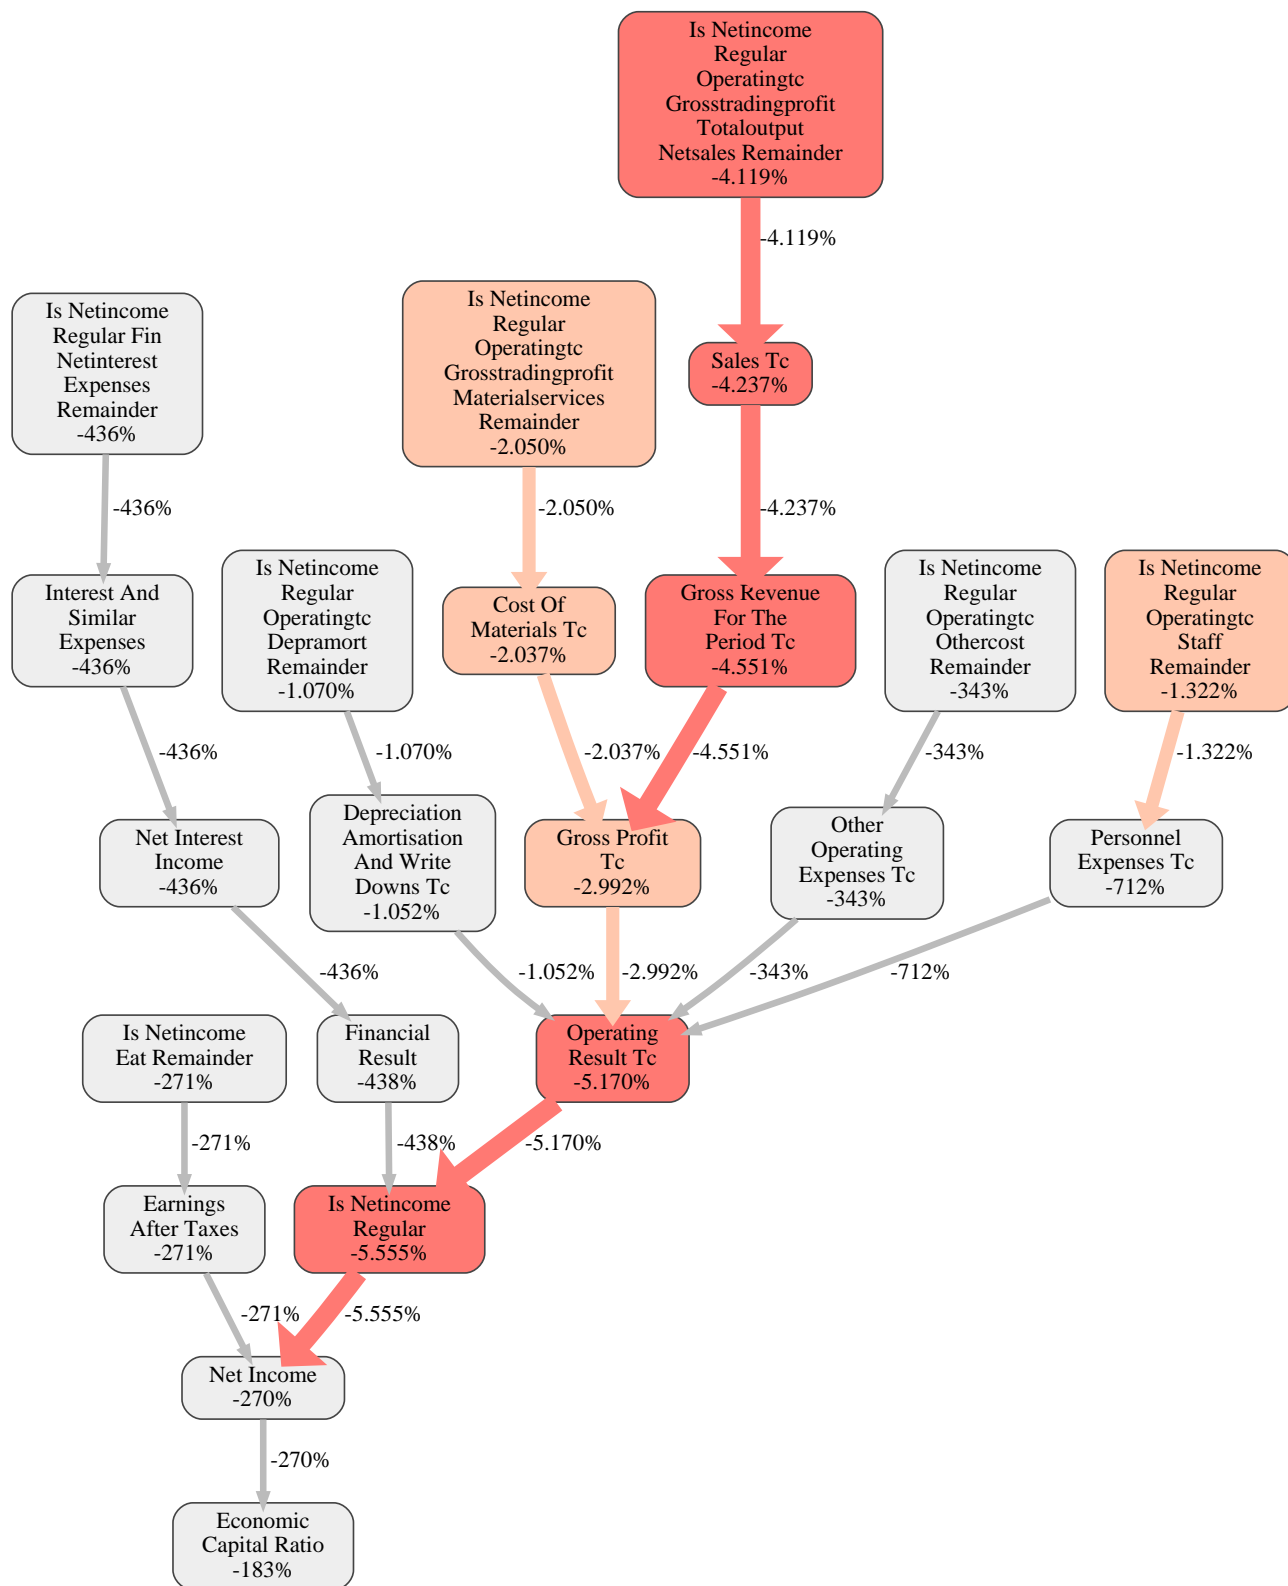 Is Netincome
Regular
Operatingtc
Grosstradingprofit
Totaloutput
Netsales Remainder
-4.119%
-4.119%
Is Netincome
Regular Fin
Netinterest
Expenses
Remainder
-436%
Is Netincome
Regular
Operatingtc
Grosstradingprofit
Materialservices
Remainder
-2.050%
Sales Tc
-4.237%
-436%
-2.050%
-4.237%
Interest And
Similar
Expenses
-436%
Is Netincome
Regular
Operatingtc
Depramort
Remainder
-1.070%
Cost Of
Materials Tc
-2.037%
Gross Revenue
For The
Period Tc
-4.551%
Is Netincome
Regular
Operatingtc
Othercost
Remainder
-343%
Is Netincome
Regular
Operatingtc
Staff
Remainder
-1.322%
-436%
-1.070%
-2.037%
-4.551%
-343%
-1.322%
Net Interest
Income
-436%
Depreciation
Amortisation
And Write
Downs Tc
-1.052%
Gross Profit
Tc
-2.992%
Other
Operating
Expenses Tc
-343%
Personnel
Expenses Tc
-712%
-436%
-1.052%
-2.992%
-343%
-712%
Is Netincome
Eat Remainder
-271%
Financial
Result
-438%
Operating
Result Tc
-5.170%
-271%
-438%
-5.170%
Earnings
After Taxes
-271%
Is Netincome
Regular
-5.555%
-271%
-5.555%
Net Income
-270%
-270%
Economic
Capital Ratio
-183%